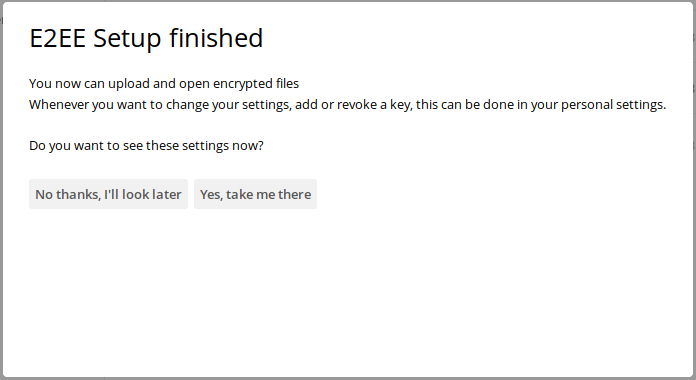 E2EE Setup finished
You now can upload and open encrypted files
Whenever you want to change your settings, add or revoke a key, this can be done in your personal settings.
Do you want to see these settings now?
No thanks, I'll look later
Yes, take me there